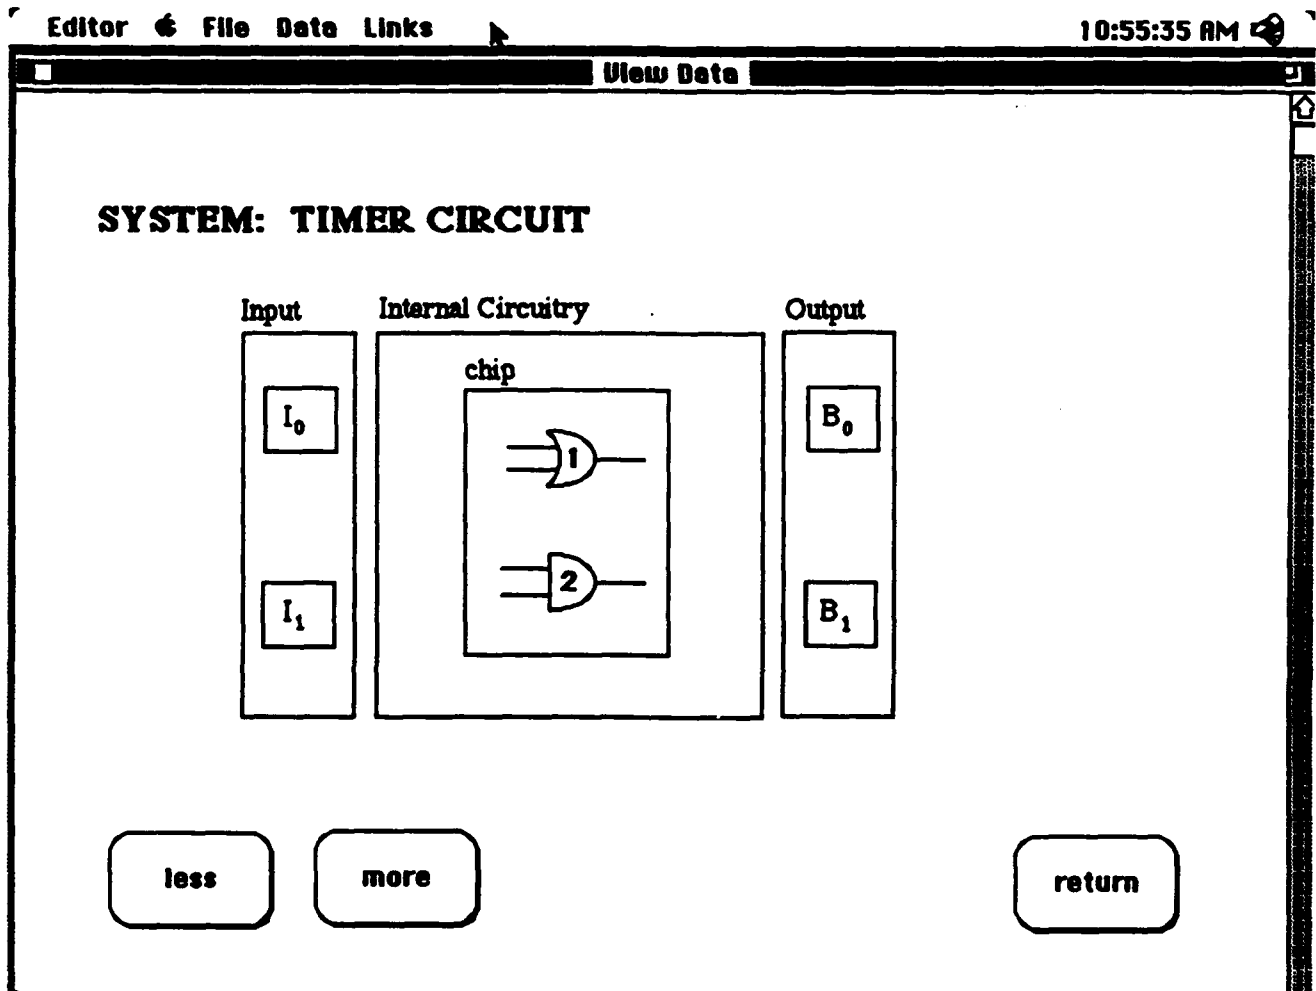 Editor File Data Links 10:55:35 AM
View Data
SYSTEM: TIMER CIRCUIT
Input Internal Circuitry Output
chip
I₀ B₀
1
2
I₁ B₁
less more return